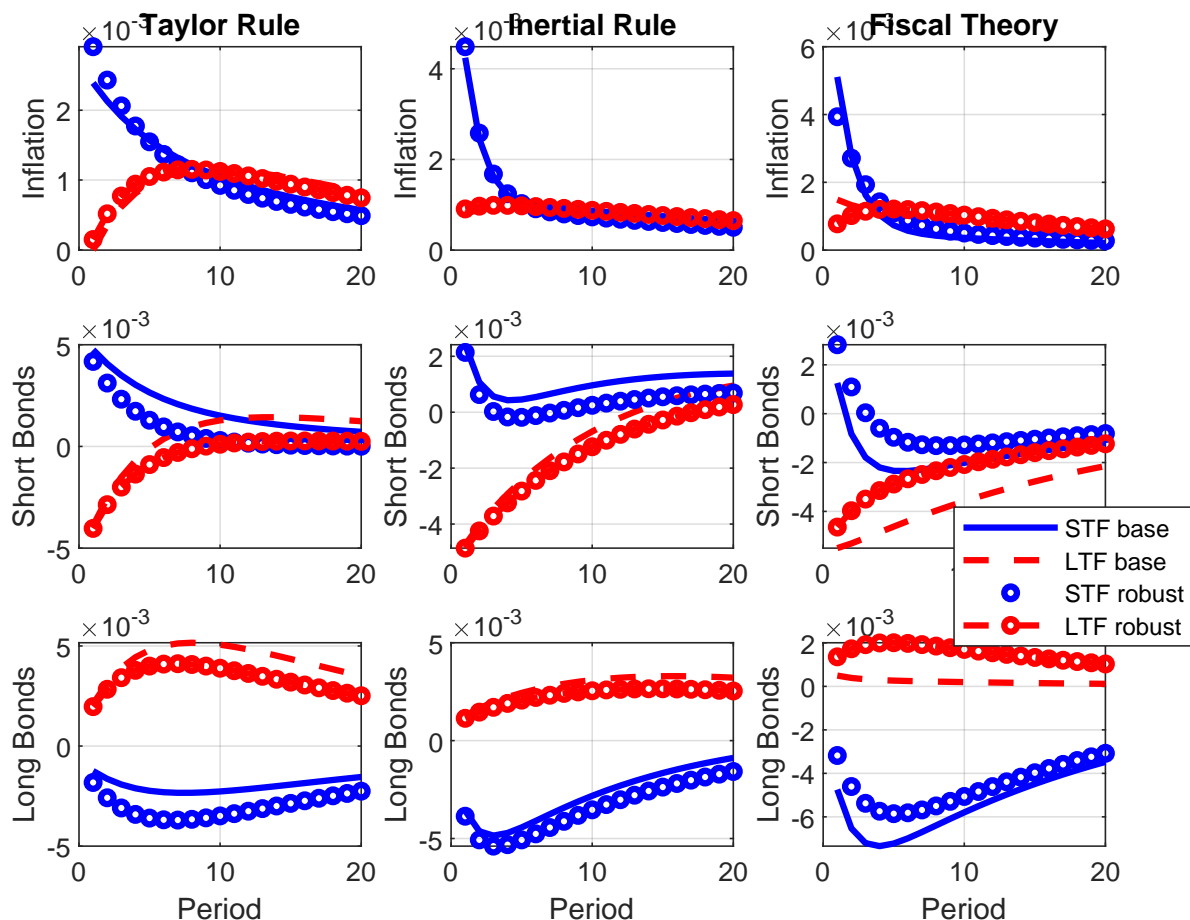 ×10-3 Taylor Rule
×10-3 Inertial Rule
×10-3 Fiscal Theory
Inflation
2
1
0
0 10 20
Inflation
4
2
0
0 10 20
Inflation
6
4
2
0
0 10 20
×10-3
Short Bonds
5
0
-5
0 10 20
×10-3
Short Bonds
2
0
-2
-4
0 10 20
×10-3
Short Bonds
2
0
-2
-4
0
STF base
LTF base
STF robust
LTF robust
×10-3
Long Bonds
5
0
-5
0 10 20
Period
×10-3
Long Bonds
5
0
-5
0 10 20
Period
×10-3
Long Bonds
2
0
-2
-4
-6
0 10 20
Period